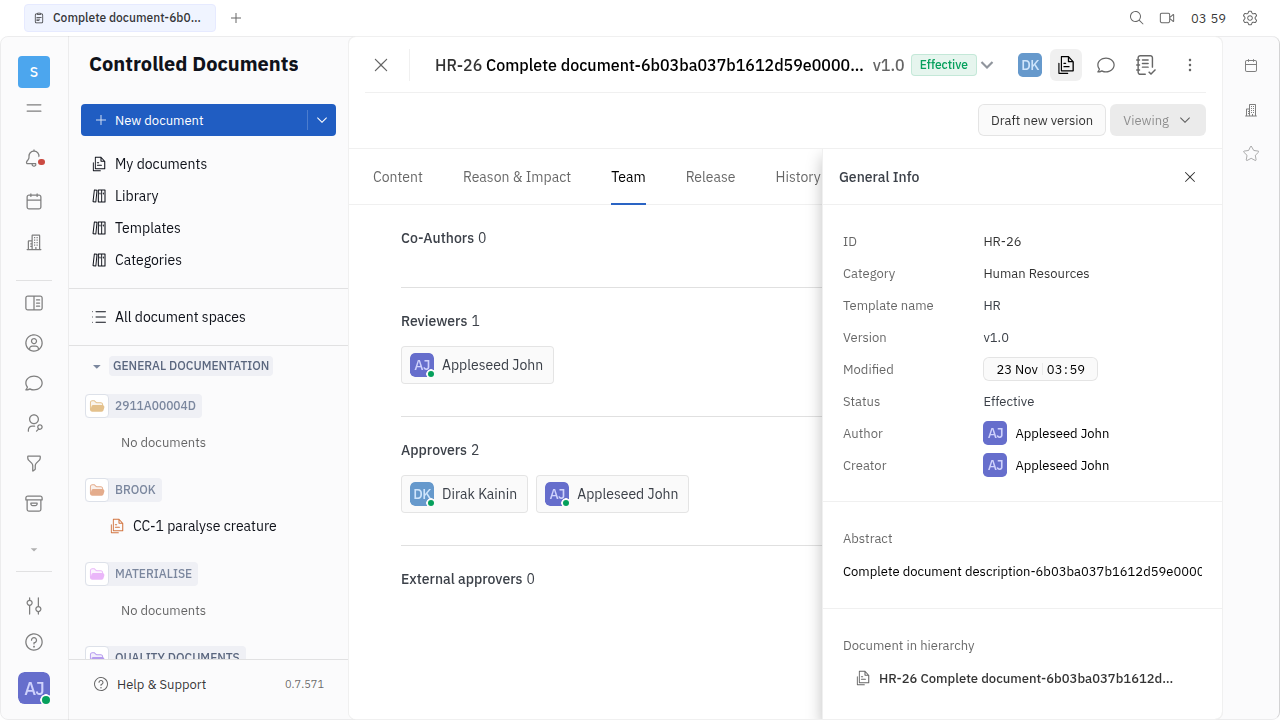 Complete document-6b0...
03 59
S
Controlled Documents
New document
My documents
Library
Templates
Categories
All document spaces
GENERAL DOCUMENTATION
2911A00004D
No documents
BROOK
CC-1 paralyse creature
MATERIALISE
No documents
QUALITY DOCUMENTS
Help & Support
0.7.571
AJ
HR-26 Complete document-6b03ba037b1612d59e0000... v1.0 Effective
DK
Draft new version
Viewing
Content
Reason & Impact
Team
Release
History
Co-Authors 0
Reviewers 1
AJ Appleseed John
Approvers 2
DK Dirak Kainin
AJ Appleseed John
External approvers 0
General Info
ID HR-26
Category Human Resources
Template name HR
Version v1.0
Modified 23 Nov 03:59
Status Effective
Author AJ Appleseed John
Creator AJ Appleseed John
Abstract
Complete document description-6b03ba037b1612d59e0000
Document in hierarchy
HR-26 Complete document-6b03ba037b1612d...